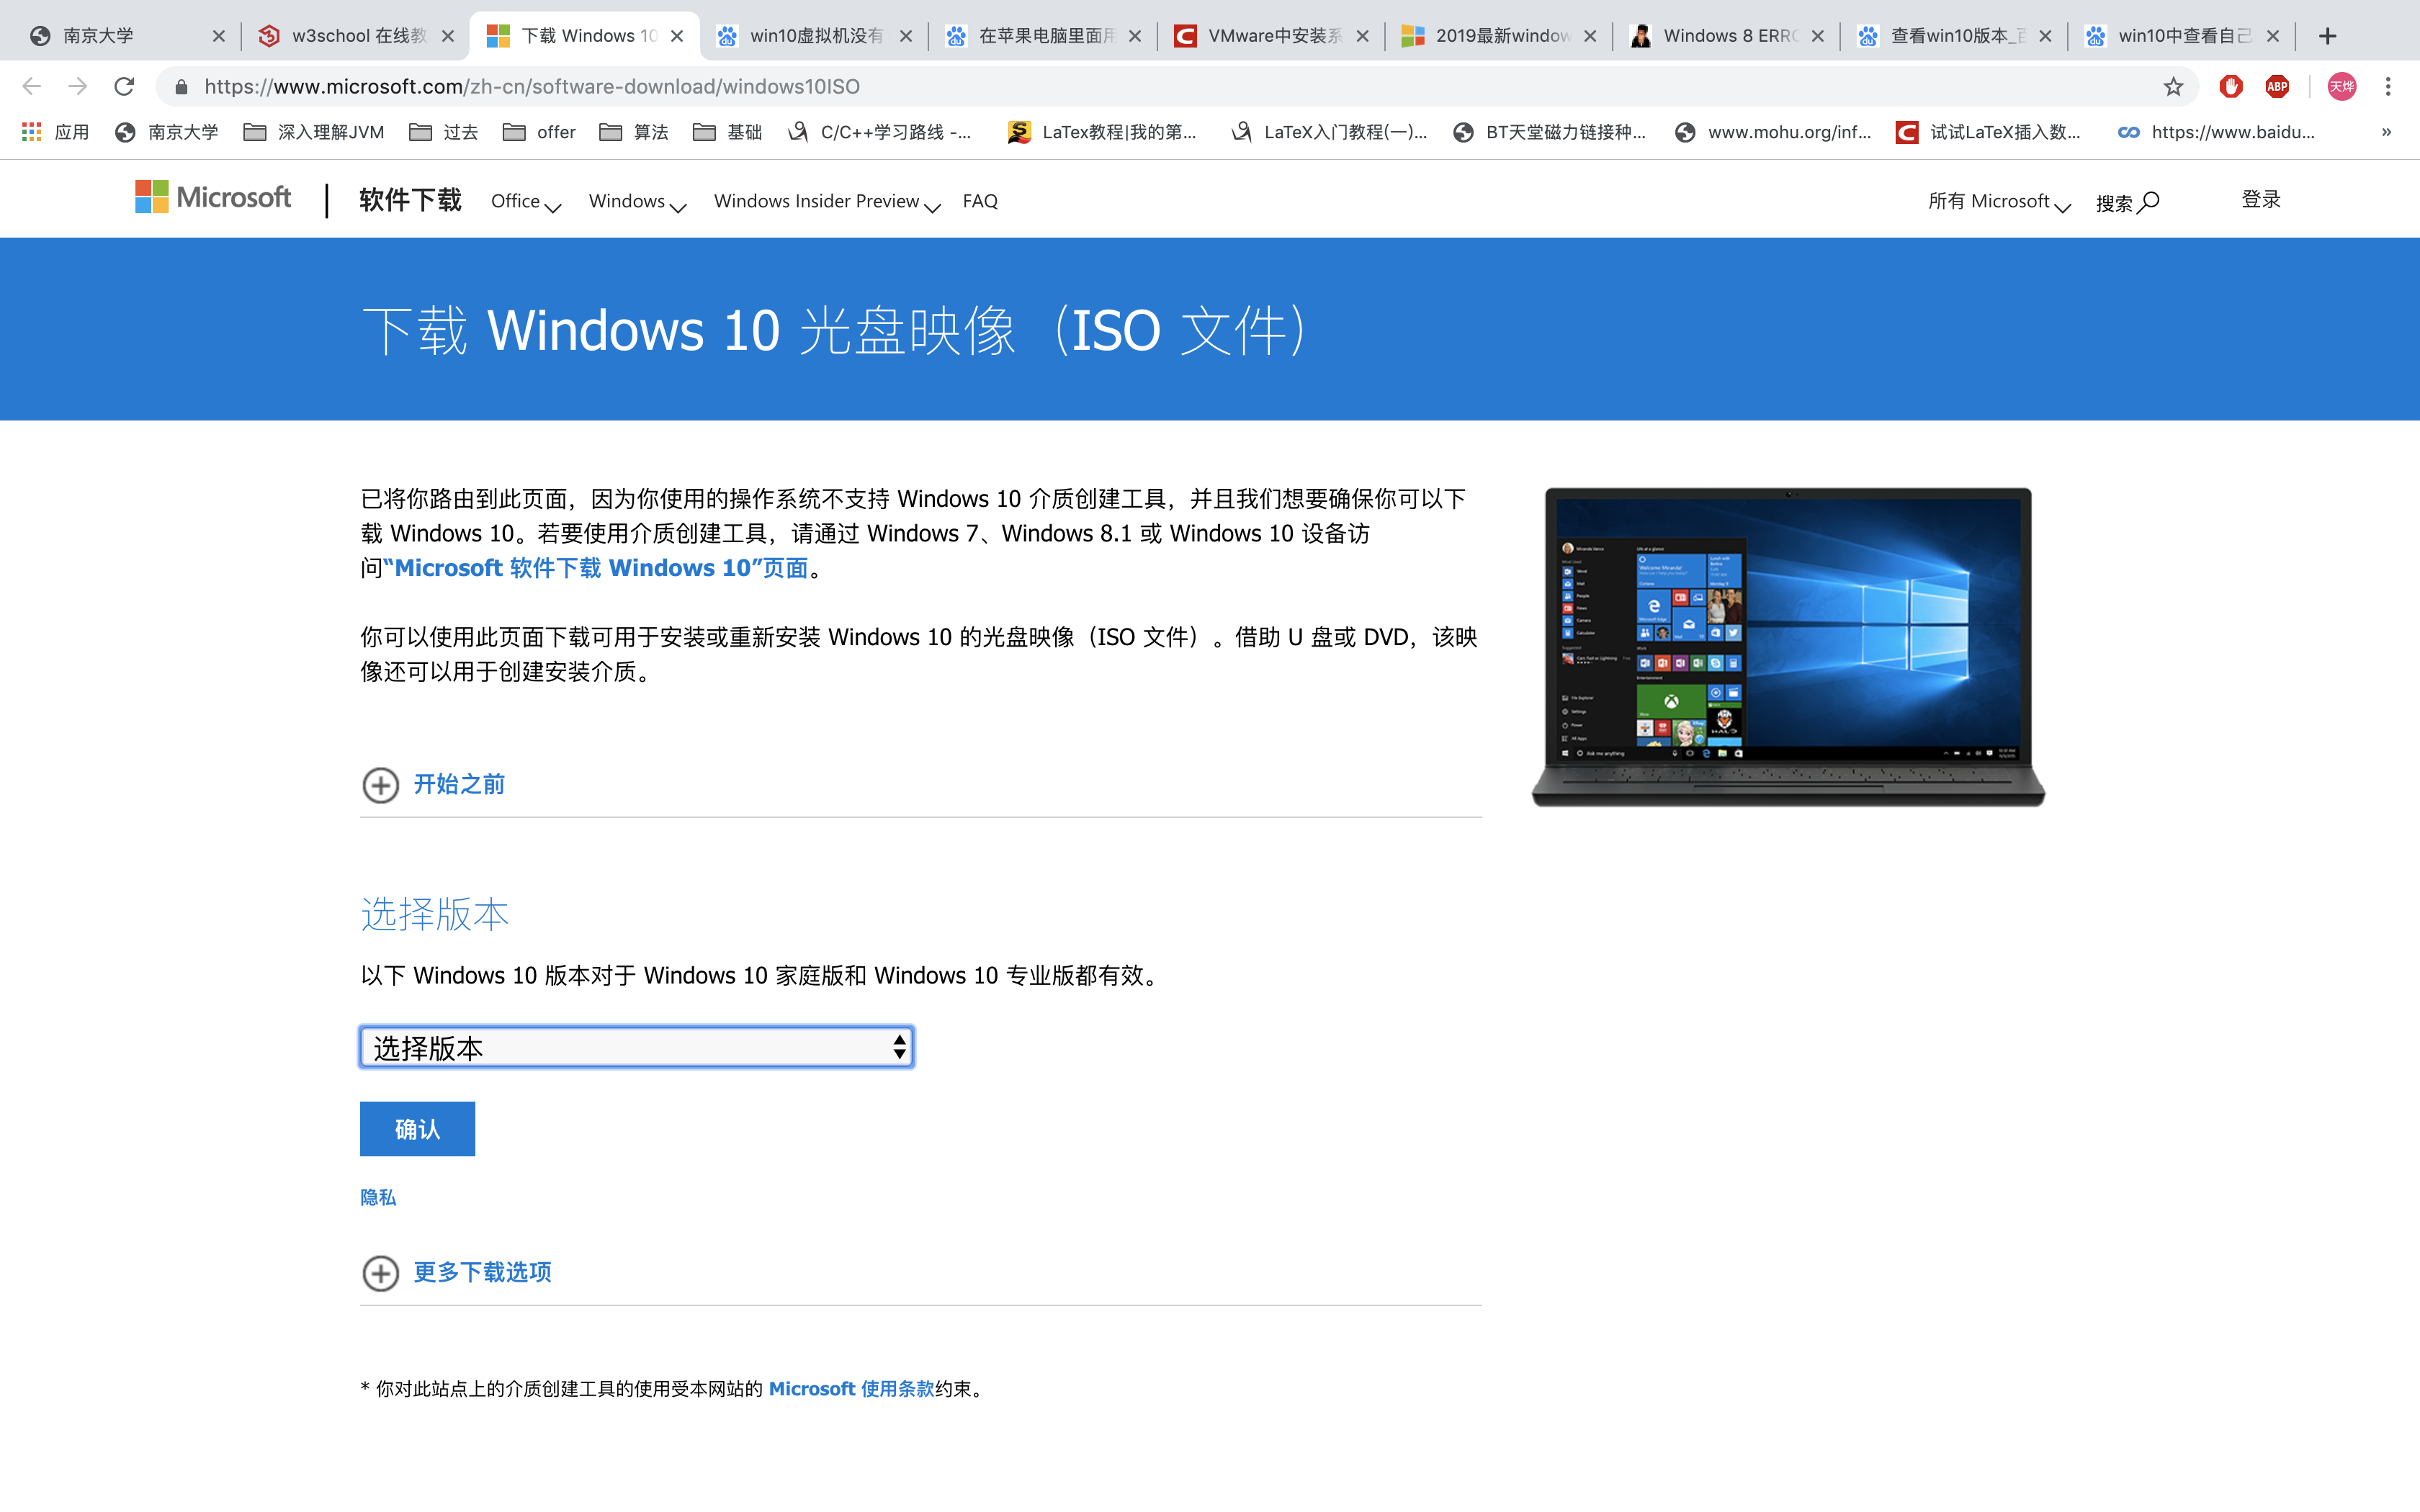 南京大学
w3school 在线教
下载 Windows 10
win10虚拟机没有
在苹果电脑里面用
VMware中安装系
2019最新window
Windows 8 ERRO
查看win10版本_百
win10中查看自己
https://www.microsoft.com/zh-cn/software-download/windows10ISO
ABP
天烨
应用
南京大学
深入理解JVM
过去
offer
算法
基础
C/C++学习路线 -...
LaTex教程|我的第...
LaTeX入门教程(一)...
BT天堂磁力链接种...
www.mohu.org/inf...
试试LaTeX插入数...
https://www.baidu...
»
Microsoft
软件下载
Office
Windows
Windows Insider Preview
FAQ
所有 Microsoft
搜索
登录
下载 Windows 10 光盘映像（ISO 文件）
已将你路由到此页面，因为你使用的操作系统不支持 Windows 10 介质创建工具，并且我们想要确保你可以下
载 Windows 10。若要使用介质创建工具，请通过 Windows 7、Windows 8.1 或 Windows 10 设备访
问“Microsoft 软件下载 Windows 10”页面。
你可以使用此页面下载可用于安装或重新安装 Windows 10 的光盘映像（ISO 文件）。借助 U 盘或 DVD，该映
像还可以用于创建安装介质。
开始之前
选择版本
以下 Windows 10 版本对于 Windows 10 家庭版和 Windows 10 专业版都有效。
选择版本
确认
隐私
更多下载选项
* 你对此站点上的介质创建工具的使用受本网站的 Microsoft 使用条款约束。